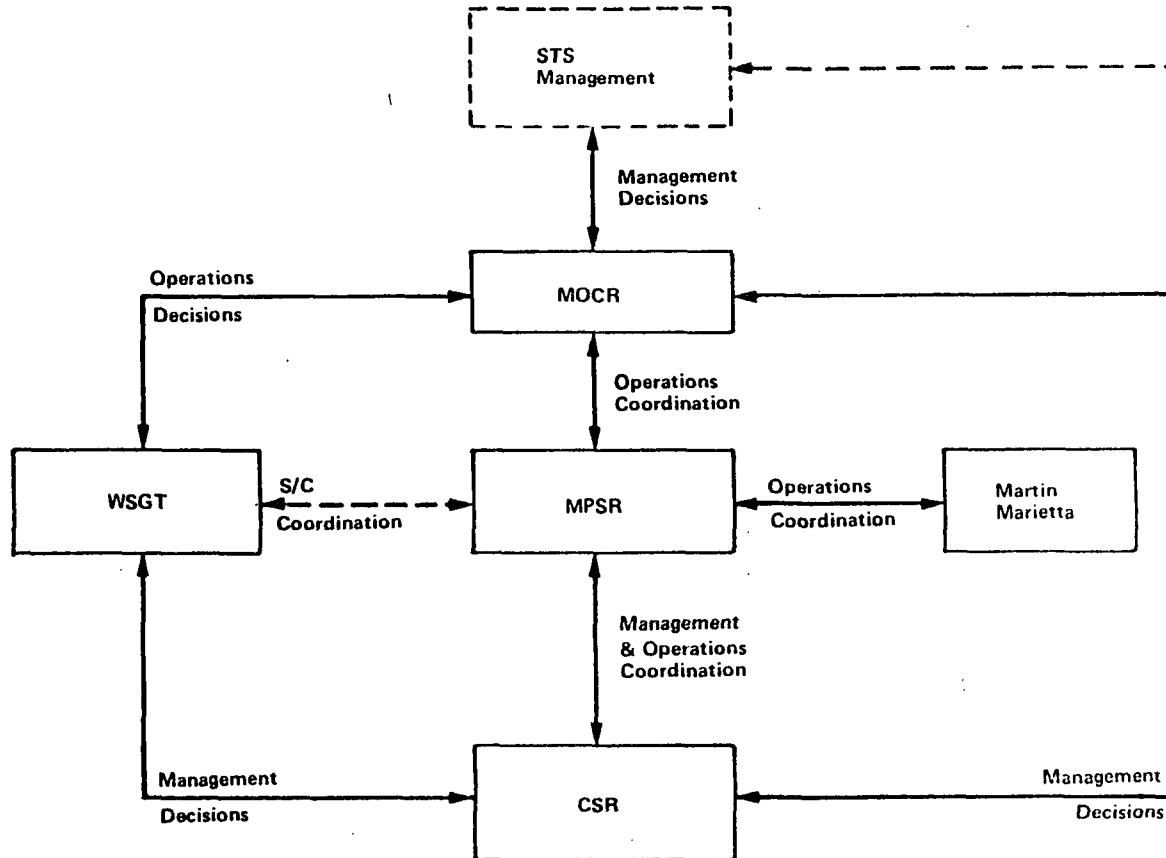 STS
Management
Management
Decisions
Operations
Decisions
MOCR
Operations
Coordination
WSGT
S/C
Coordination
MPSR
Operations
Coordination
Martin
Marietta
Management
& Operations
Coordination
Management
Decisions
CSR
Management
Decisions